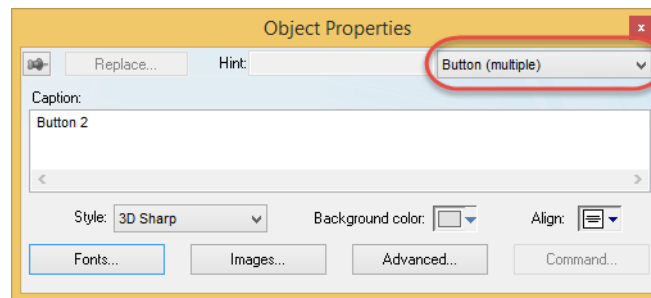 Object Properties
x
Replace... Hint: Button (multiple)
Caption:
Button 2
Style: 3D Sharp Background color: Align:
Fonts... Images... Advanced... Command...